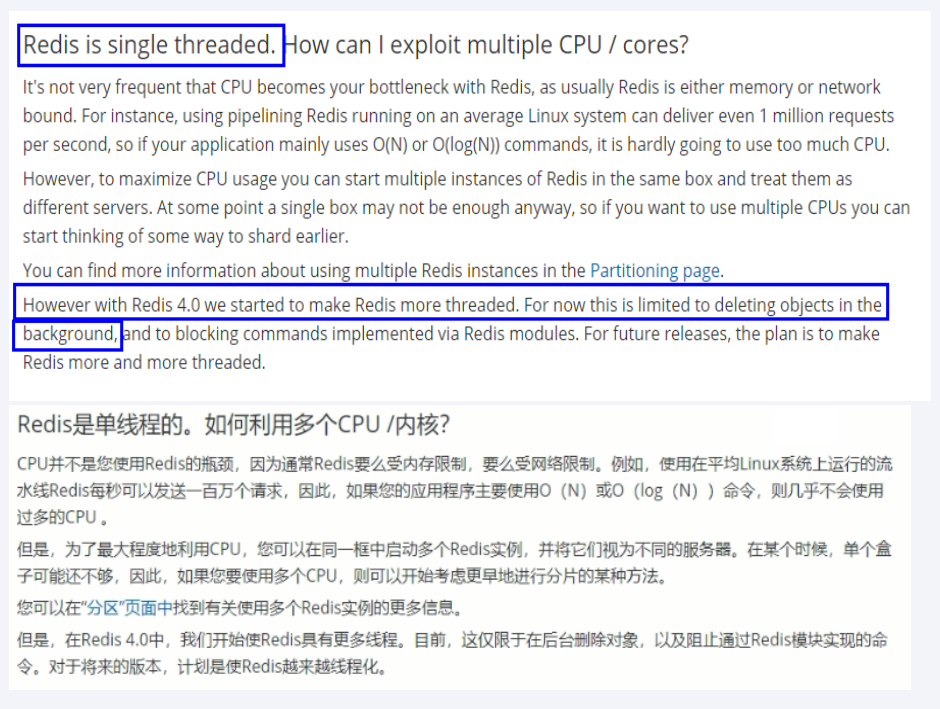 Redis is single threaded. How can I exploit multiple CPU / cores?
It's not very frequent that CPU becomes your bottleneck with Redis, as usually Redis is either memory or network
bound. For instance, using pipelining Redis running on an average Linux system can deliver even 1 million requests
per second, so if your application mainly uses O(N) or O(log(N)) commands, it is hardly going to use too much CPU.
However, to maximize CPU usage you can start multiple instances of Redis in the same box and treat them as
different servers. At some point a single box may not be enough anyway, so if you want to use multiple CPUs you can
start thinking of some way to shard earlier.
You can find more information about using multiple Redis instances in the Partitioning page.
However with Redis 4.0 we started to make Redis more threaded. For now this is limited to deleting objects in the
background, and to blocking commands implemented via Redis modules. For future releases, the plan is to make
Redis more and more threaded.
Redis是单线程的。如何利用多个CPU /内核？
CPU并不是您使用Redis的瓶颈，因为通常Redis要么受内存限制，要么受网络限制。例如，使用在平均Linux系统上运行的流
水线Redis每秒可以发送一百万个请求，因此，如果您的应用程序主要使用O（N）或O（log（N））命令，则几乎不会使用
过多的CPU 。
但是，为了最大程度地利用CPU，您可以在同一框中启动多个Redis实例，并将它们视为不同的服务器。在某个时候，单个盒
子可能还不够，因此，如果您要使用多个CPU，则可以开始考虑更早地进行分片的某种方法。
您可以在“分区”页面中找到有关使用多个Redis实例的更多信息。
但是，在Redis 4.0中，我们开始使Redis具有更多线程。目前，这仅限于在后台删除对象，以及阻止通过Redis模块实现的命
令。对于将来的版本，计划是使Redis越来越线程化。